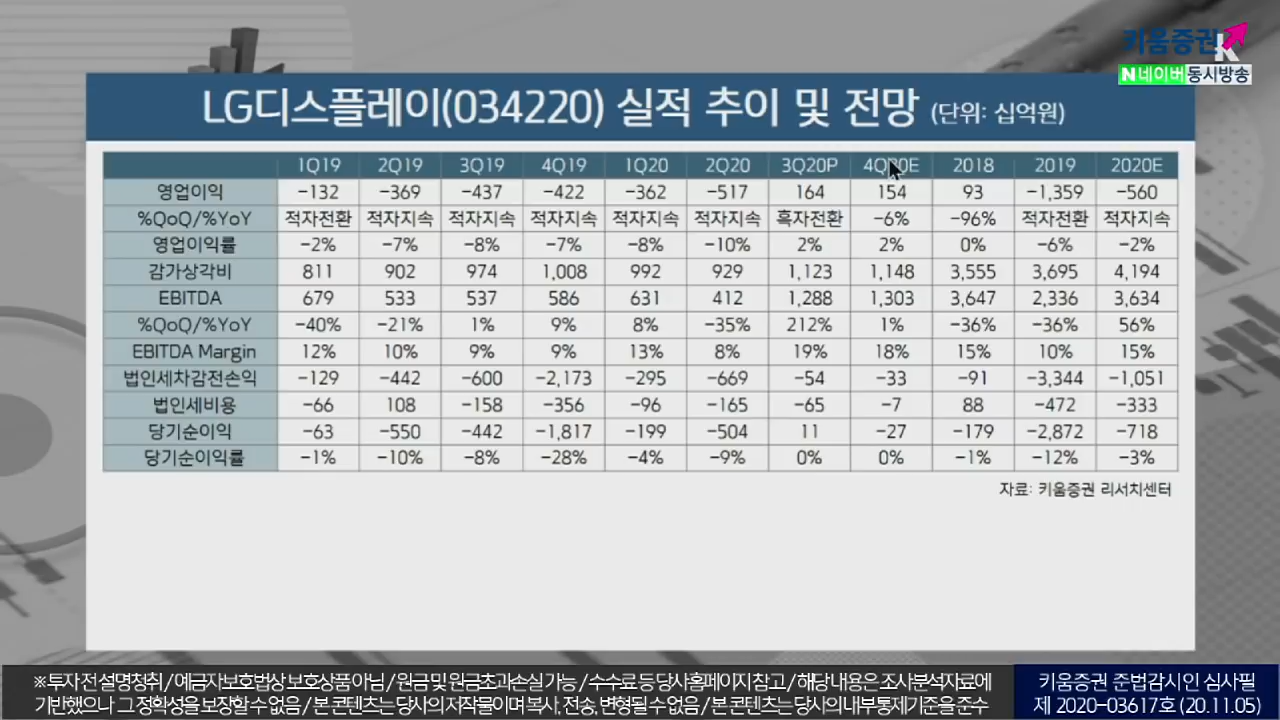 키움증권
N 네이버 동시방송
LG디스플레이(034220) 실적 추이 및 전망 (단위: 십억원)
1Q19 2Q19 3Q19 4Q19 1Q20 2Q20 3Q20P 4Q20E 2018 2019 2020E
영업이익 -132 -369 -437 -422 -362 -517 164 154 93 -1,359 -560
%QoQ/%YoY 적자전환 적자지속 적자지속 적자지속 적자지속 적자지속 흑자전환 -6% -96% 적자전환 적자지속
영업이익률 -2% -7% -8% -7% -8% -10% 2% 2% 0% -6% -2%
감가상각비 811 902 974 1,008 992 929 1,123 1,148 3,555 3,695 4,194
EBITDA 679 533 537 586 631 412 1,288 1,303 3,647 2,336 3,634
%QoQ/%YoY -40% -21% 1% 9% 8% -35% 212% 1% -36% -36% 56%
EBITDA Margin 12% 10% 9% 9% 13% 8% 19% 18% 15% 10% 15%
법인세차감전손익 -129 -442 -600 -2,173 -295 -669 -54 -33 -91 -3,344 -1,051
법인세비용 -66 108 -158 -356 -96 -165 -65 -7 88 -472 -333
당기순이익 -63 -550 -442 -1,817 -199 -504 11 -27 -179 -2,872 -718
당기순이익률 -1% -10% -8% -28% -4% -9% 0% 0% -1% -12% -3%
자료: 키움증권 리서치센터
※ 투자 전 설명청취 / 예금자보호법상 보호상품 아님 / 원금 및 원금초과손실 가능 / 수수료 등 당사홈페이지 참고 / 해당 내용은 조사분석자료에
기반했으나 그 정확성을 보장할 수 없음 / 본 콘텐츠는 당사의 저작물이며 복사, 전송, 변형될 수 없음 / 본 콘텐츠는 당사의 내부통제기준을 준수
키움증권 준법감시인 심사필
제 2020-03617호 (20.11.05)